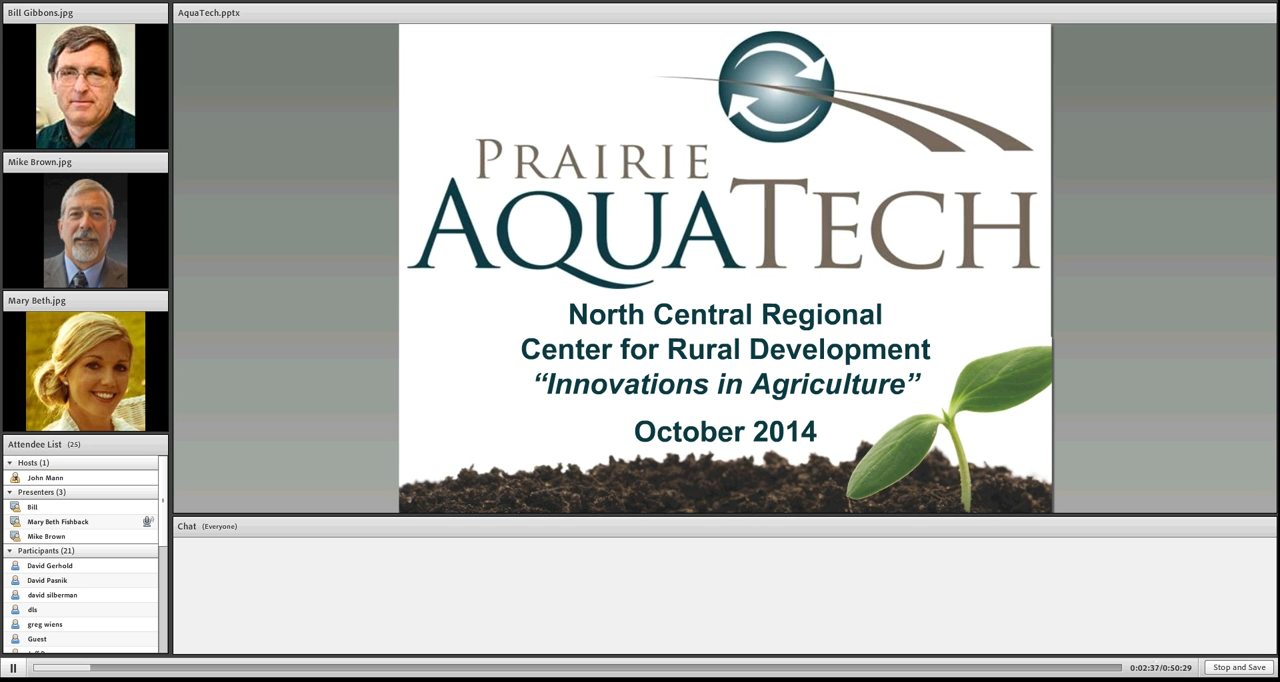 Bill Gibbons.jpg
Mike Brown.jpg
Mary Beth.jpg
Attendee List (25)
Hosts (1)
John Mann
Presenters (3)
Bill
Mary Beth Fishback
Mike Brown
Participants (21)
David Gerhold
David Pasnik
david silberman
dls
greg wiens
Guest
AquaTech.pptx
PRAIRIE
AQUATECH
North Central Regional
Center for Rural Development
“Innovations in Agriculture”
October 2014
Chat (Everyone)
0:02:37/0:50:29
Stop and Save